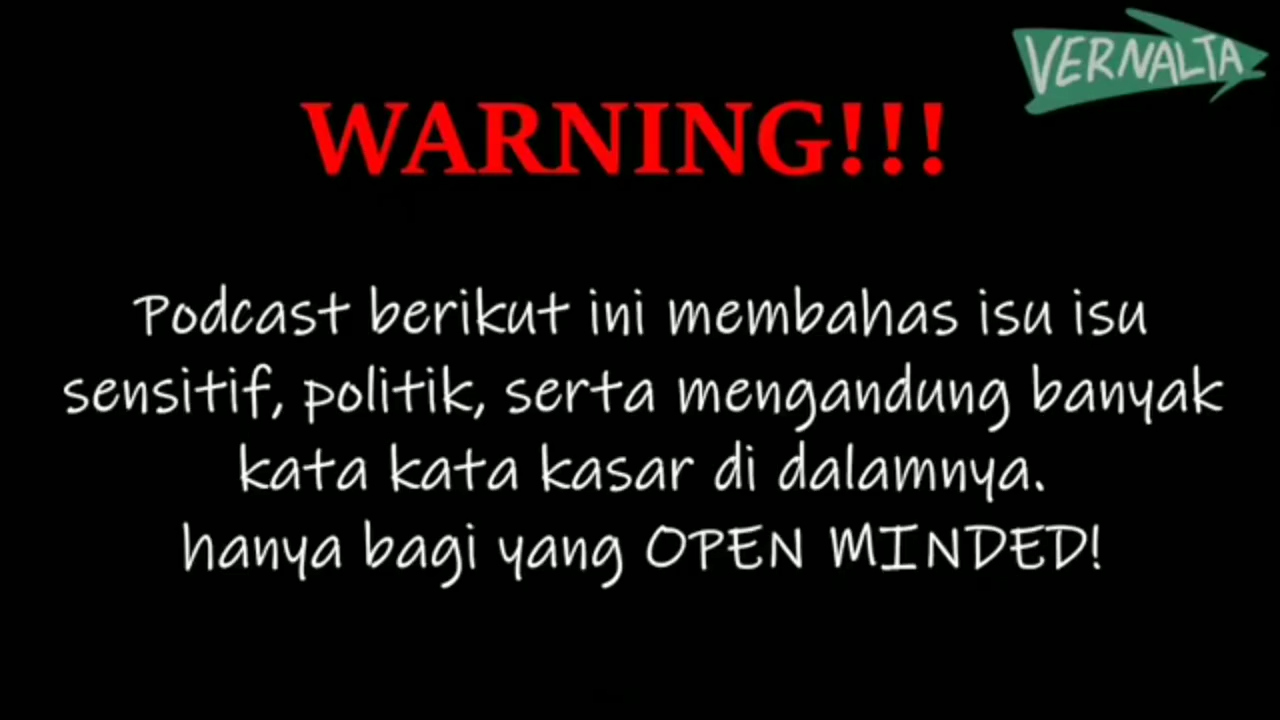 VERNALTA
WARNING!!!
Podcast berikut ini membahas isu isu
sensitif, politik, serta mengandung banyak
kata kata kasar di dalamnya.
hanya bagi yang OPEN MINDED!